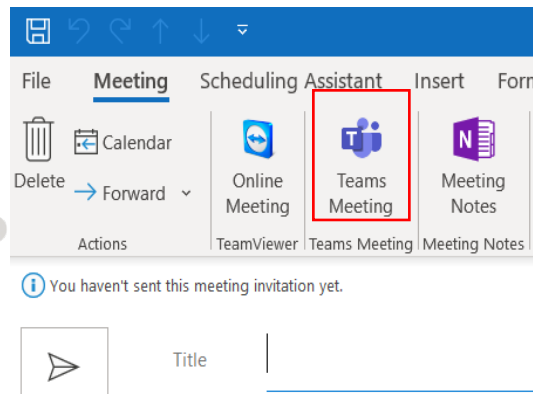 File Meeting Scheduling Assistant Insert Forn
Delete
Calendar
Forward
Online
Meeting
Teams
Meeting
Meeting
Notes
Actions TeamViewer Teams Meeting Meeting Notes
You haven't sent this meeting invitation yet.
Title